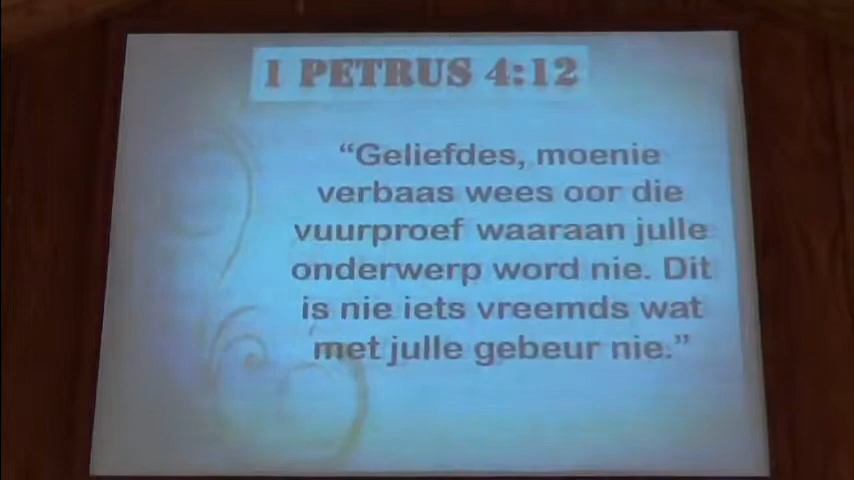 1 PETRUS 4:12
“Geliefdes, moenie
verbaas wees oor die
vuurproef waaraan julle
onderwerp word nie. Dit
is nie iets vreemds wat
met julle gebeur nie.”